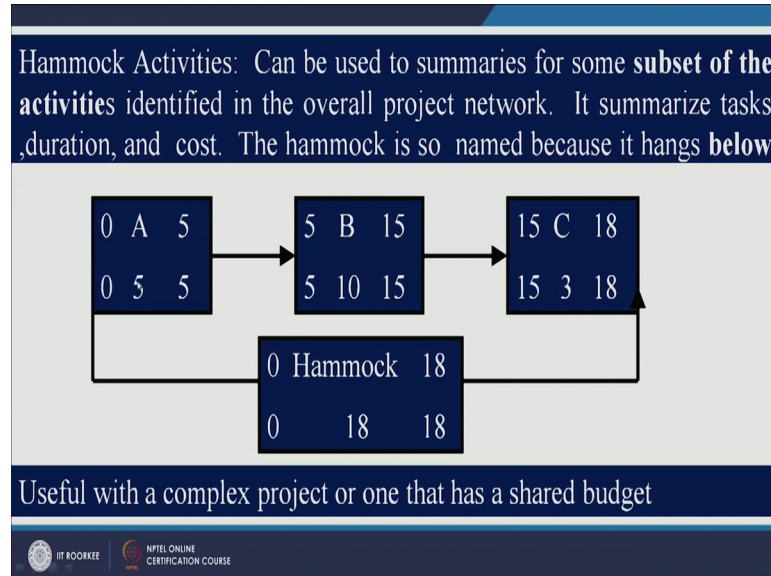 Hammock Activities: Can be used to summaries for some subset of the
activities identified in the overall project network. It summarize tasks
,duration, and cost. The hammock is so named because it hangs below
0 A 5
0 5 5
5 B 15
5 10 15
15 C 18
15 3 18
0 Hammock 18
0 18 18
Useful with a complex project or one that has a shared budget
IIT ROORKEE
NPTEL ONLINE
CERTIFICATION COURSE